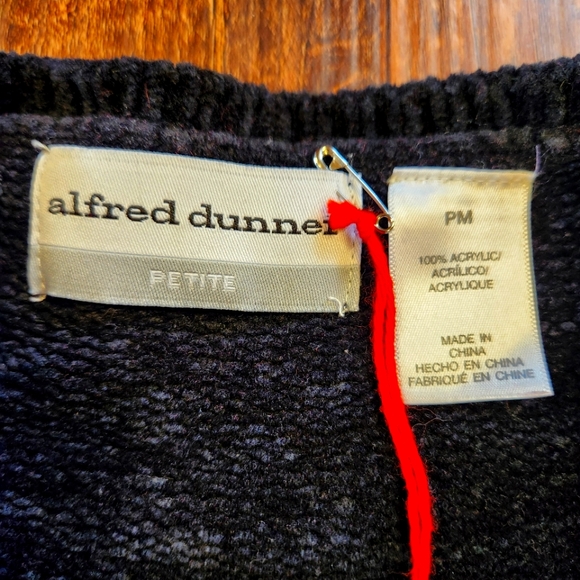 alfred dunner
PETITE
PM
100% ACRYLIC/
ACRÍLICO/
ACRYLIQUE
MADE IN
CHINA
HECHO EN CHINA
FABRIQUÉ EN CHINE